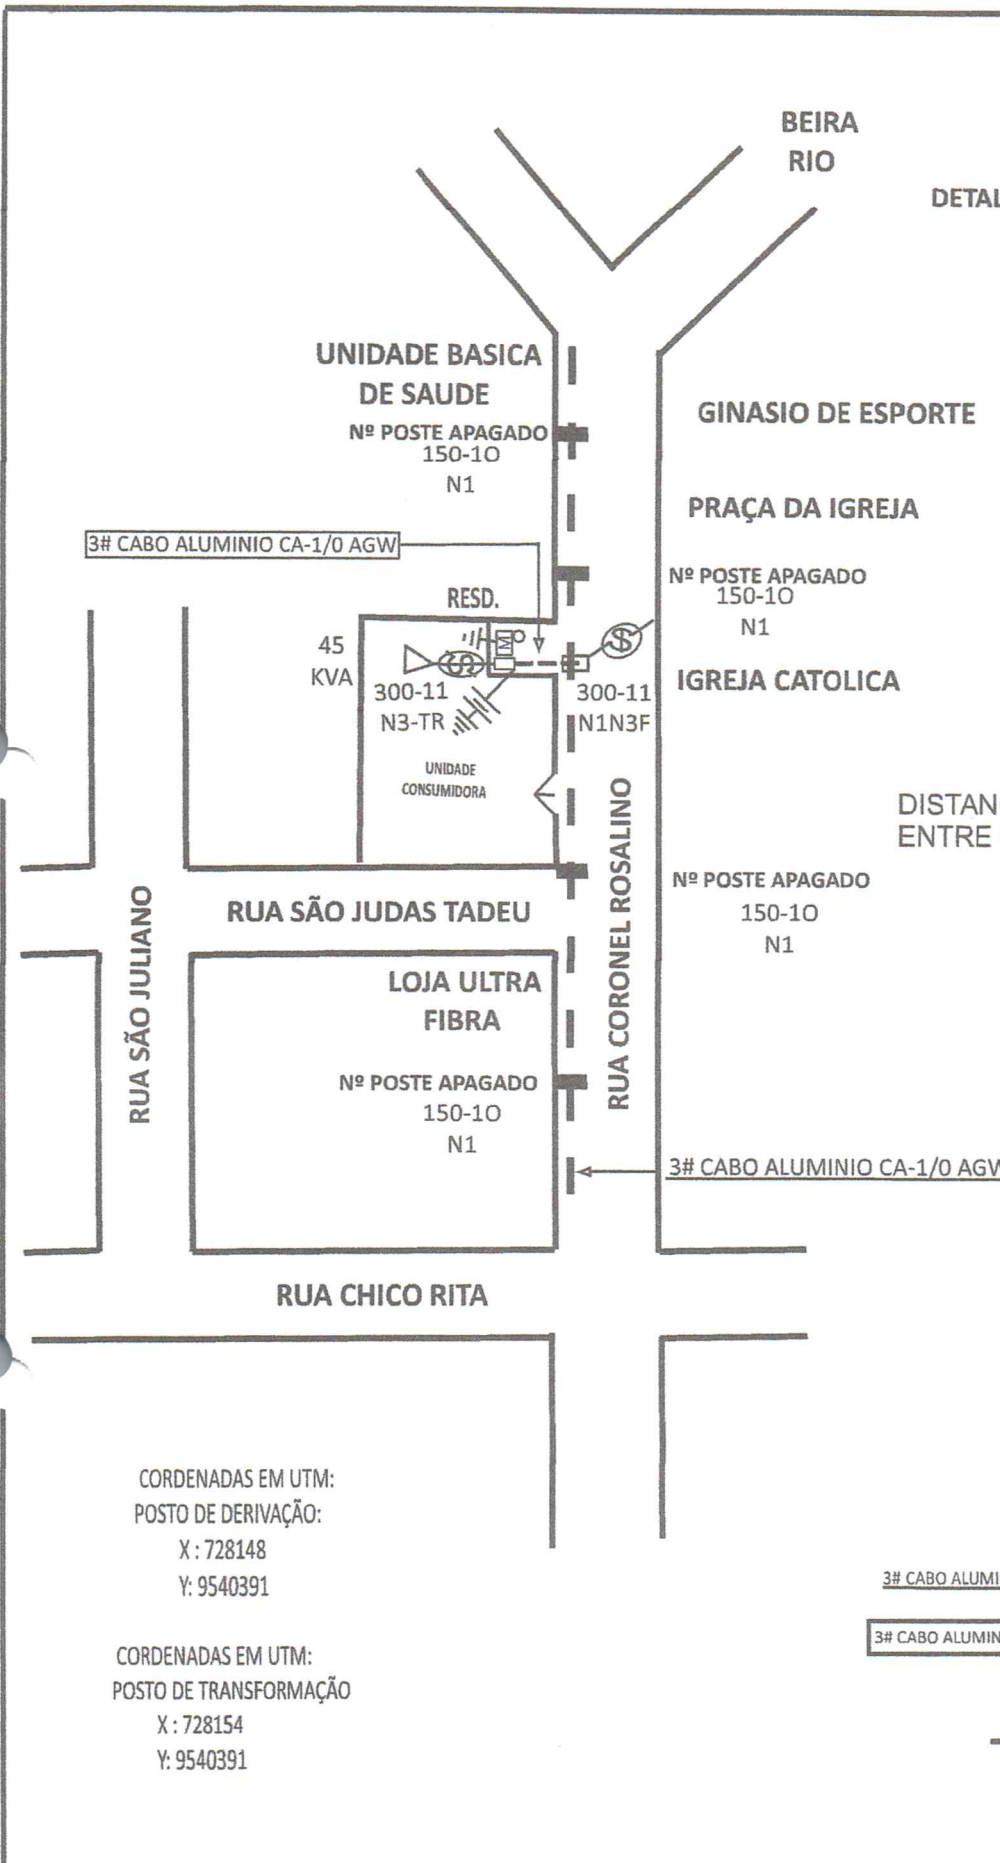 BEIRA
RIO
DETAL
UNIDADE BASICA
DE SAUDE
Nº POSTE APAGADO
150-1O
N1
GINASIO DE ESPORTE
PRAÇA DA IGREJA
3# CABO ALUMINIO CA-1/0 AGW
Nº POSTE APAGADO
150-1O
N1
RESD.
M
45
KVA
300-11
N3-TR
300-11
N1N3F
IGREJA CATOLICA
UNIDADE
CONSUMIDORA
DISTAN
ENTRE
RUA CORONEL ROSALINO
Nº POSTE APAGADO
150-1O
N1
RUA SÃO JUDAS TADEU
RUA SÃO JULIANO
LOJA ULTRA
FIBRA
Nº POSTE APAGADO
150-1O
N1
3# CABO ALUMINIO CA-1/0 AGW
RUA CHICO RITA
CORDENADAS EM UTM:
POSTO DE DERIVAÇÃO:
X : 728148
Y: 9540391
3# CABO ALUMI
3# CABO ALUMIN
CORDENADAS EM UTM:
POSTO DE TRANSFORMAÇÃO
X : 728154
Y: 9540391